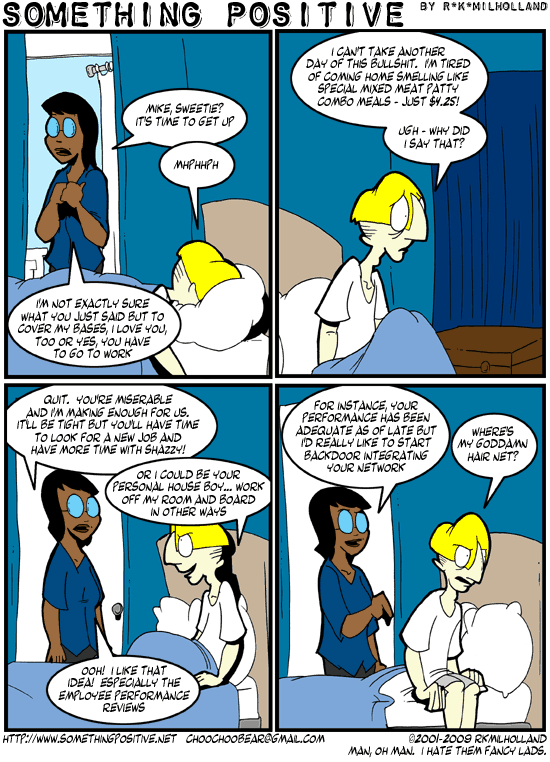 SOMETHING POSITIVE BY R*K*MILHOLLAND
MIKE, SWEETIE?
IT'S TIME TO GET UP
MHPHHPH
I'M NOT EXACTLY SURE
WHAT YOU JUST SAID BUT TO
COVER MY BASES, I LOVE YOU,
TOO OR YES, YOU HAVE
TO GO TO WORK
I CAN'T TAKE ANOTHER
DAY OF THIS BULLSHIT. I'M TIRED
OF COMING HOME SMELLING LIKE
SPECIAL MIXED MEAT PATTY
COMBO MEALS - JUST $4.25!
UGH - WHY DID
I SAY THAT?
QUIT. YOU'RE MISERABLE
AND I'M MAKING ENOUGH FOR US.
IT'LL BE TIGHT BUT YOU'LL HAVE TIME
TO LOOK FOR A NEW JOB AND
HAVE MORE TIME WITH SHAZZY!
OR I COULD BE YOUR
PERSONAL HOUSE BOY... WORK
OFF MY ROOM AND BOARD
IN OTHER WAYS
OOH! I LIKE THAT
IDEA! ESPECIALLY THE
EMPLOYEE PERFORMANCE
REVIEWS
FOR INSTANCE, YOUR
PERFORMANCE HAS BEEN
ADEQUATE AS OF LATE BUT
I'D REALLY LIKE TO START
BACKDOOR INTEGRATING
YOUR NETWORK
WHERE'S
MY GODDAMN
HAIR NET?
HTTP://WWW.SOMETHINGPOSITIVE.NET CHOOCHOOBEAR@GMAIL.COM ©2001-2009 RKMILHOLLAND
MAN, OH MAN. I HATE THEM FANCY LADS.